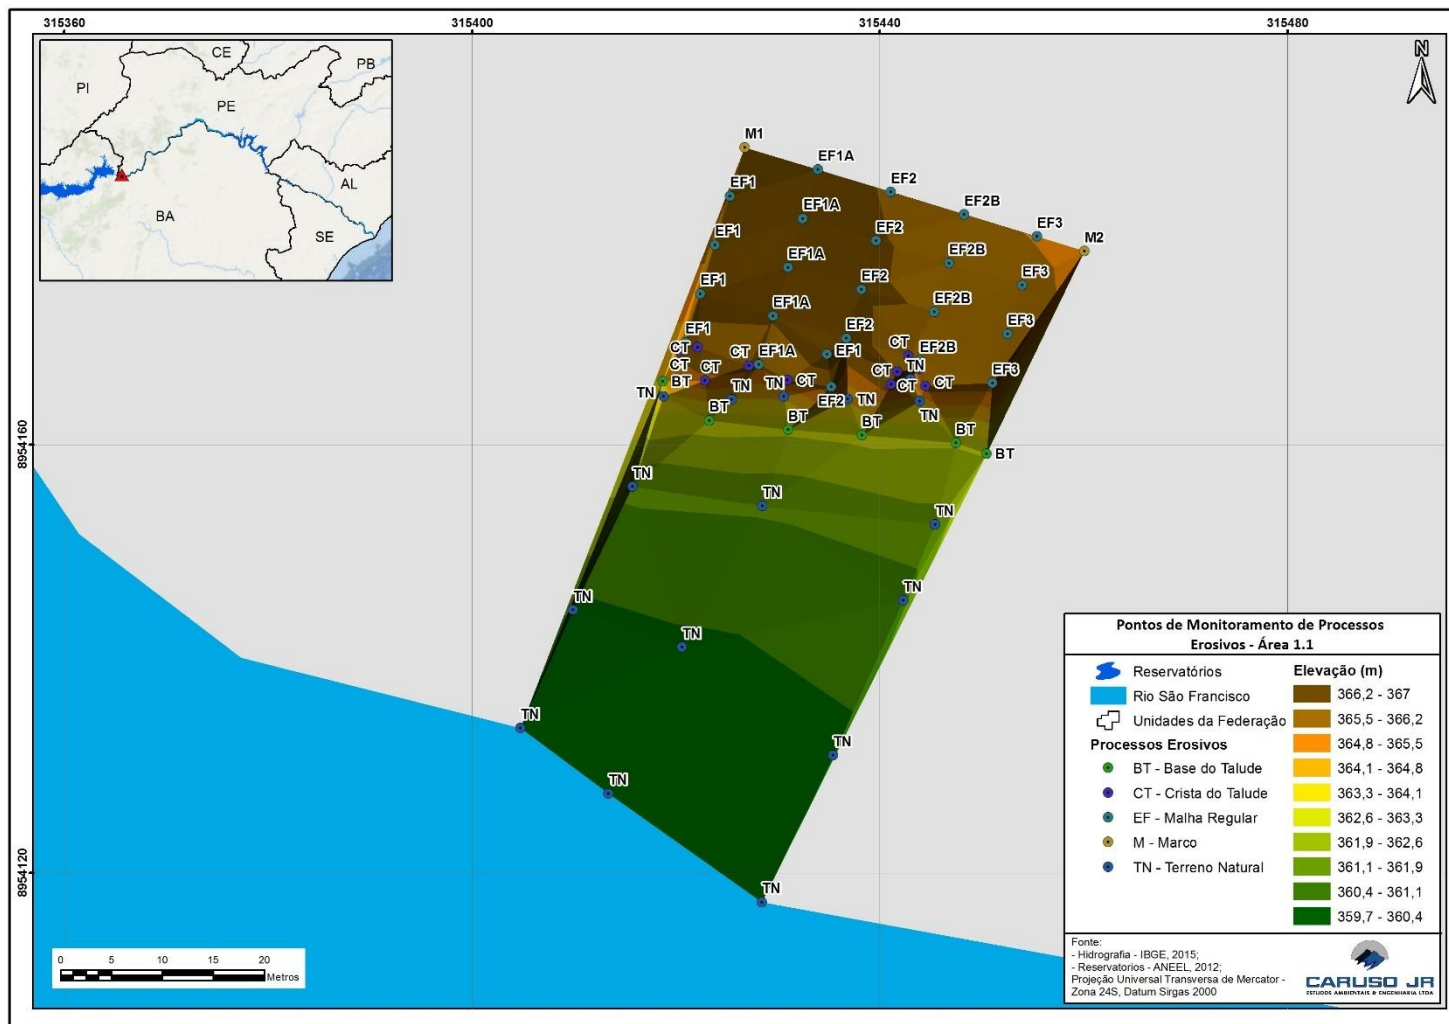 315360
315400
315440
315480
CE
PB
PI
PE
AL
BA
SE
N
M1
EF1A
EF1
EF2
EF1A
EF2B
EF3
EF2
M2
EF1
EF1A
EF2B
EF2
EF3
EF1
EF1A
EF2B
EF3
EF1
EF2
CT
CT
EF1A
EF1
CT
EF2B
CT
TN
CT
BT
TN
TN
CT
EF2
TN
CT
TN
EF3
TN
BT
BT
BT
BT
BT
8954160
TN
TN
TN
TN
TN
TN
TN
TN
TN
TN
8954120
0 5 10 15 20
Metros
Pontos de Monitoramento de Processos
Erosivos - Área 1.1
Reservatórios
Rio São Francisco
Unidades da Federação
Processos Erosivos
BT - Base do Talude
CT - Crista do Talude
EF - Malha Regular
M - Marco
TN - Terreno Natural
Elevação (m)
366,2 - 367
365,5 - 366,2
364,8 - 365,5
364,1 - 364,8
363,3 - 364,1
362,6 - 363,3
361,9 - 362,6
361,1 - 361,9
360,4 - 361,1
359,7 - 360,4
Fonte:
- Hidrografia - IBGE, 2015;
- Reservatorios - ANEEL, 2012;
Projeção Universal Transversa de Mercator -
Zona 24S, Datum Sirgas 2000
CARUSO JR
ESTUDOS AMBIENTAIS & ENGENHARIA LTDA